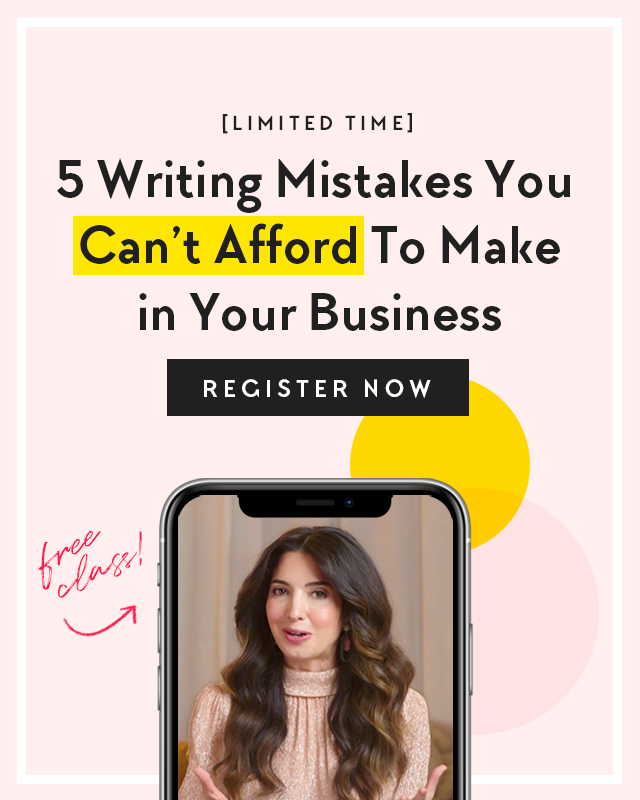 [LIMITED TIME]
5 Writing Mistakes You
Can’t Afford To Make
in Your Business
REGISTER NOW
free
class!